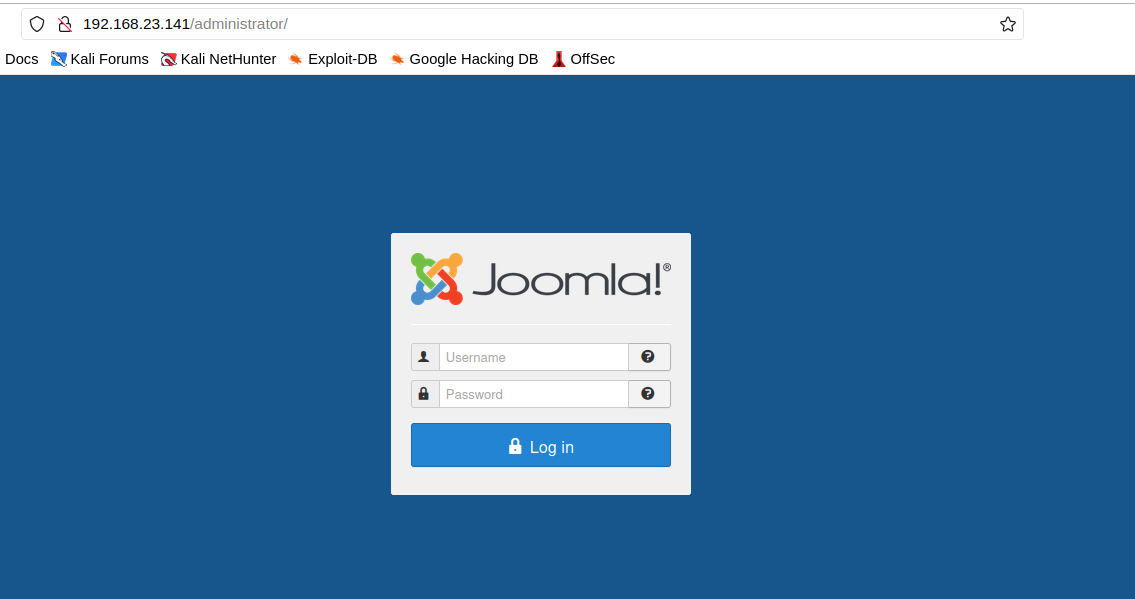 192.168.23.141/administrator/
Docs Kali Forums Kali NetHunter Exploit-DB Google Hacking DB OffSec
Joomla!®
Username
Password
Log in